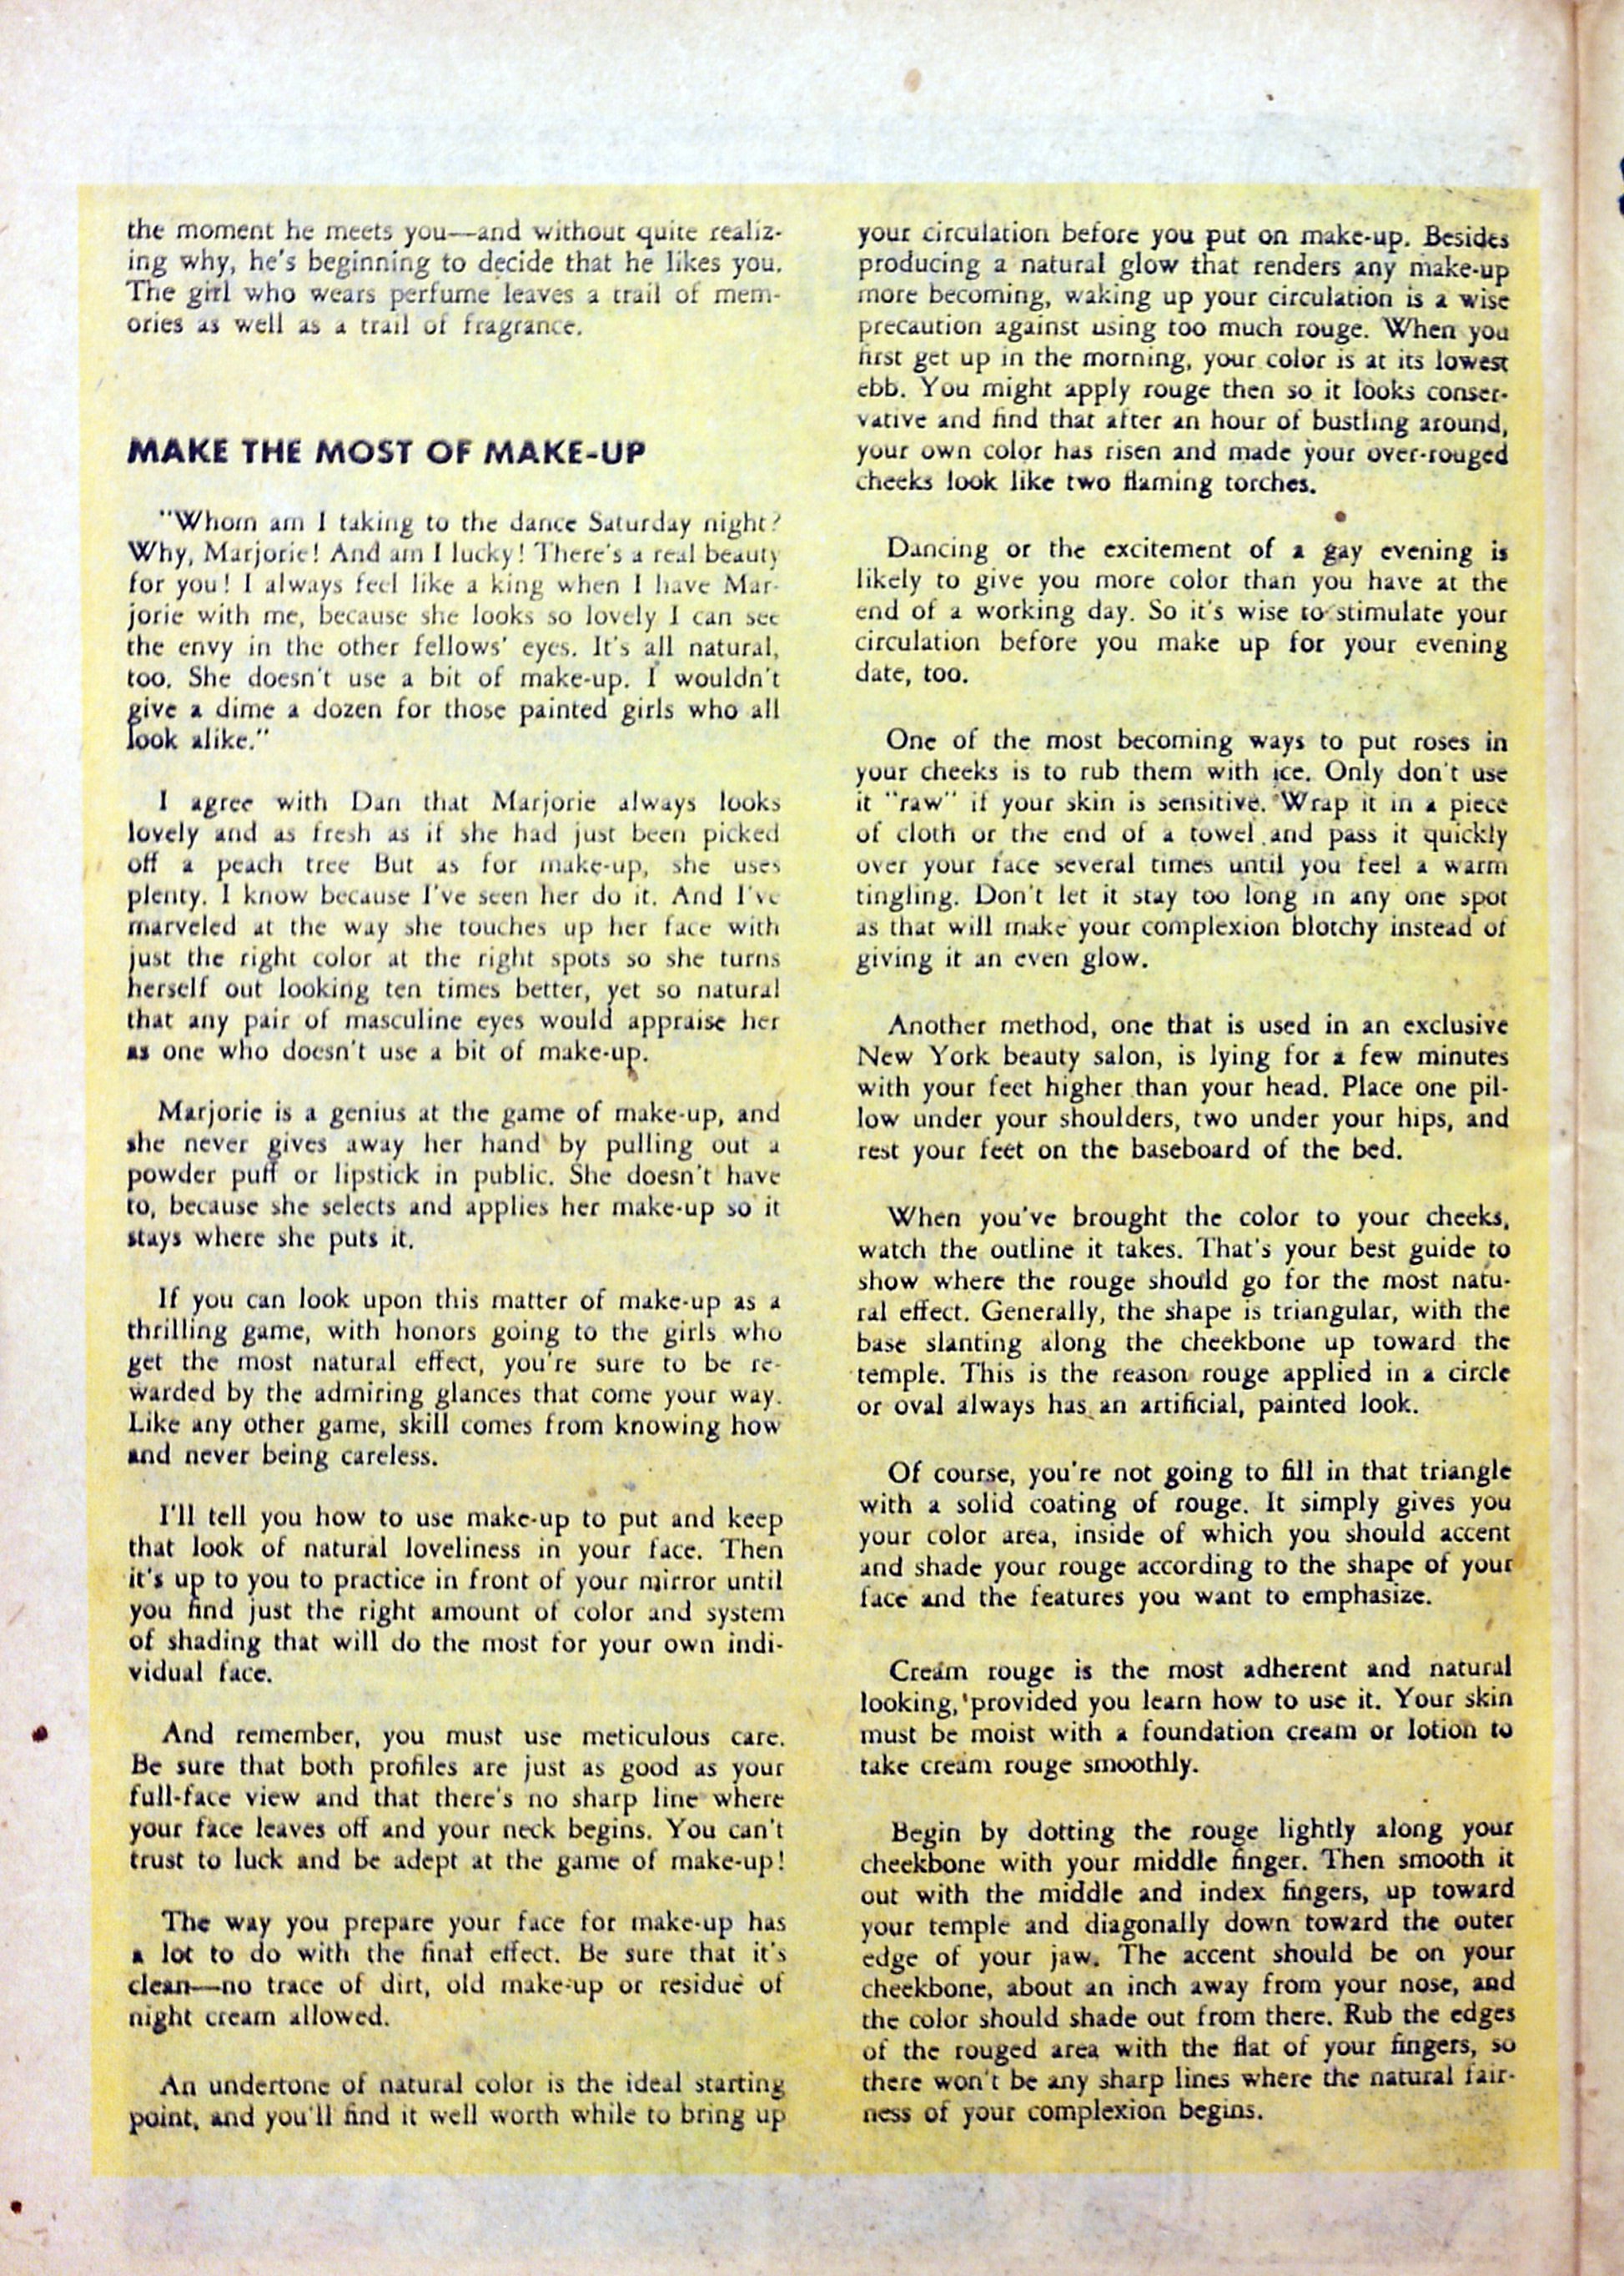 the moment he meets you—and without quite realiz-
ing why, he's beginning to decide that he likes you.
The girl who wears perfume leaves a trail of mem-
ories as well as a trail of fragrance.
MAKE THE MOST OF MAKE-UP
"Whom am I taking to the dance Saturday night?
Why, Marjorie! And am I lucky! There's a real beauty
for you! I always feel like a king when I have Mar-
jorie with me, because she looks so lovely I can see
the envy in the other fellows' eyes. It's all natural,
too. She doesn't use a bit of make-up. I wouldn't
give a dime a dozen for those painted girls who all
look alike."
I agree with Dan that Marjorie always looks
lovely and as fresh as if she had just been picked
off a peach tree But as for make-up, she uses
plenty. I know because I've seen her do it. And I've
marveled at the way she touches up her face with
just the right color at the right spots so she turns
herself out looking ten times better, yet so natural
that any pair of masculine eyes would appraise her
as one who doesn't use a bit of make-up.
Marjorie is a genius at the game of make-up, and
she never gives away her hand by pulling out a
powder puff or lipstick in public. She doesn't have
to, because she selects and applies her make-up so it
stays where she puts it.
If you can look upon this matter of make-up as a
thrilling game, with honors going to the girls who
get the most natural effect, you're sure to be re-
warded by the admiring glances that come your way.
Like any other game, skill comes from knowing how
and never being careless.
I'll tell you how to use make-up to put and keep
that look of natural loveliness in your face. Then
it's up to you to practice in front of your mirror until
you find just the right amount of color and system
of shading that will do the most for your own indi-
vidual face.
And remember, you must use meticulous care.
Be sure that both profiles are just as good as your
full-face view and that there's no sharp line where
your face leaves off and your neck begins. You can't
trust to luck and be adept at the game of make-up!
The way you prepare your face for make-up has
a lot to do with the final effect. Be sure that it's
clean—no trace of dirt, old make-up or residue of
night cream allowed.
An undertone of natural color is the ideal starting
point, and you'll find it well worth while to bring up
your circulation before you put on make-up. Besides
producing a natural glow that renders any make-up
more becoming, waking up your circulation is a wise
precaution against using too much rouge. When you
first get up in the morning, your color is at its lowest
ebb. You might apply rouge then so it looks conser-
vative and find that after an hour of bustling around,
your own color has risen and made your over-rouged
cheeks look like two flaming torches.
Dancing or the excitement of a gay evening is
likely to give you more color than you have at the
end of a working day. So it's wise to stimulate your
circulation before you make up for your evening
date, too.
One of the most becoming ways to put roses in
your cheeks is to rub them with ice. Only don't use
it "raw" if your skin is sensitive. Wrap it in a piece
of cloth or the end of a towel and pass it quickly
over your face several times until you feel a warm
tingling. Don't let it stay too long in any one spot
as that will make your complexion blotchy instead of
giving it an even glow.
Another method, one that is used in an exclusive
New York beauty salon, is lying for a few minutes
with your feet higher than your head. Place one pil-
low under your shoulders, two under your hips, and
rest your feet on the baseboard of the bed.
When you've brought the color to your cheeks,
watch the outline it takes. That's your best guide to
show where the rouge should go for the most natu-
ral effect. Generally, the shape is triangular, with the
base slanting along the cheekbone up toward the
temple. This is the reason rouge applied in a circle
or oval always has an artificial, painted look.
Of course, you're not going to fill in that triangle
with a solid coating of rouge. It simply gives you
your color area, inside of which you should accent
and shade your rouge according to the shape of your
face and the features you want to emphasize.
Cream rouge is the most adherent and natural
looking, provided you learn how to use it. Your skin
must be moist with a foundation cream or lotion to
take cream rouge smoothly.
Begin by dotting the rouge lightly along your
cheekbone with your middle finger. Then smooth it
out with the middle and index fingers, up toward
your temple and diagonally down toward the outer
edge of your jaw. The accent should be on your
cheekbone, about an inch away from your nose, and
the color should shade out from there. Rub the edges
of the rouged area with the flat of your fingers, so
there won't be any sharp lines where the natural fair-
ness of your complexion begins.